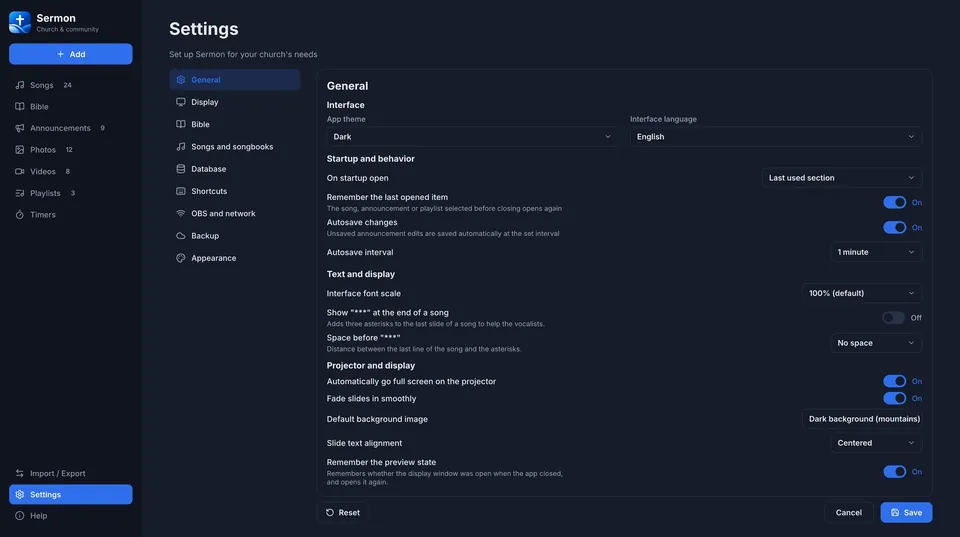 Sermon
Church & community
+ Add
Songs 24
Bible
Announcements 9
Photos 12
Videos 8
Playlists 3
Timers
Import / Export
Settings
Help
Settings
Set up Sermon for your church's needs
General
Display
Bible
Songs and songbooks
Database
Shortcuts
OBS and network
Backup
Appearance
General
Interface
App theme
Dark
Interface language
English
Startup and behavior
On startup open
Last used section
Remember the last opened item
The song, announcement or playlist selected before closing opens again
On
Autosave changes
Unsaved announcement edits are saved automatically at the set interval
On
Autosave interval
1 minute
Text and display
Interface font scale
100% (default)
Show "***" at the end of a song
Adds three asterisks to the last slide of a song to help the vocalists.
Off
Space before "***"
Distance between the last line of the song and the asterisks.
No space
Projector and display
Automatically go full screen on the projector
On
Fade slides in smoothly
On
Default background image
Dark background (mountains)
Slide text alignment
Centered
Remember the preview state
Remembers whether the display window was open when the app closed,
and opens it again.
On
Reset
Cancel
Save